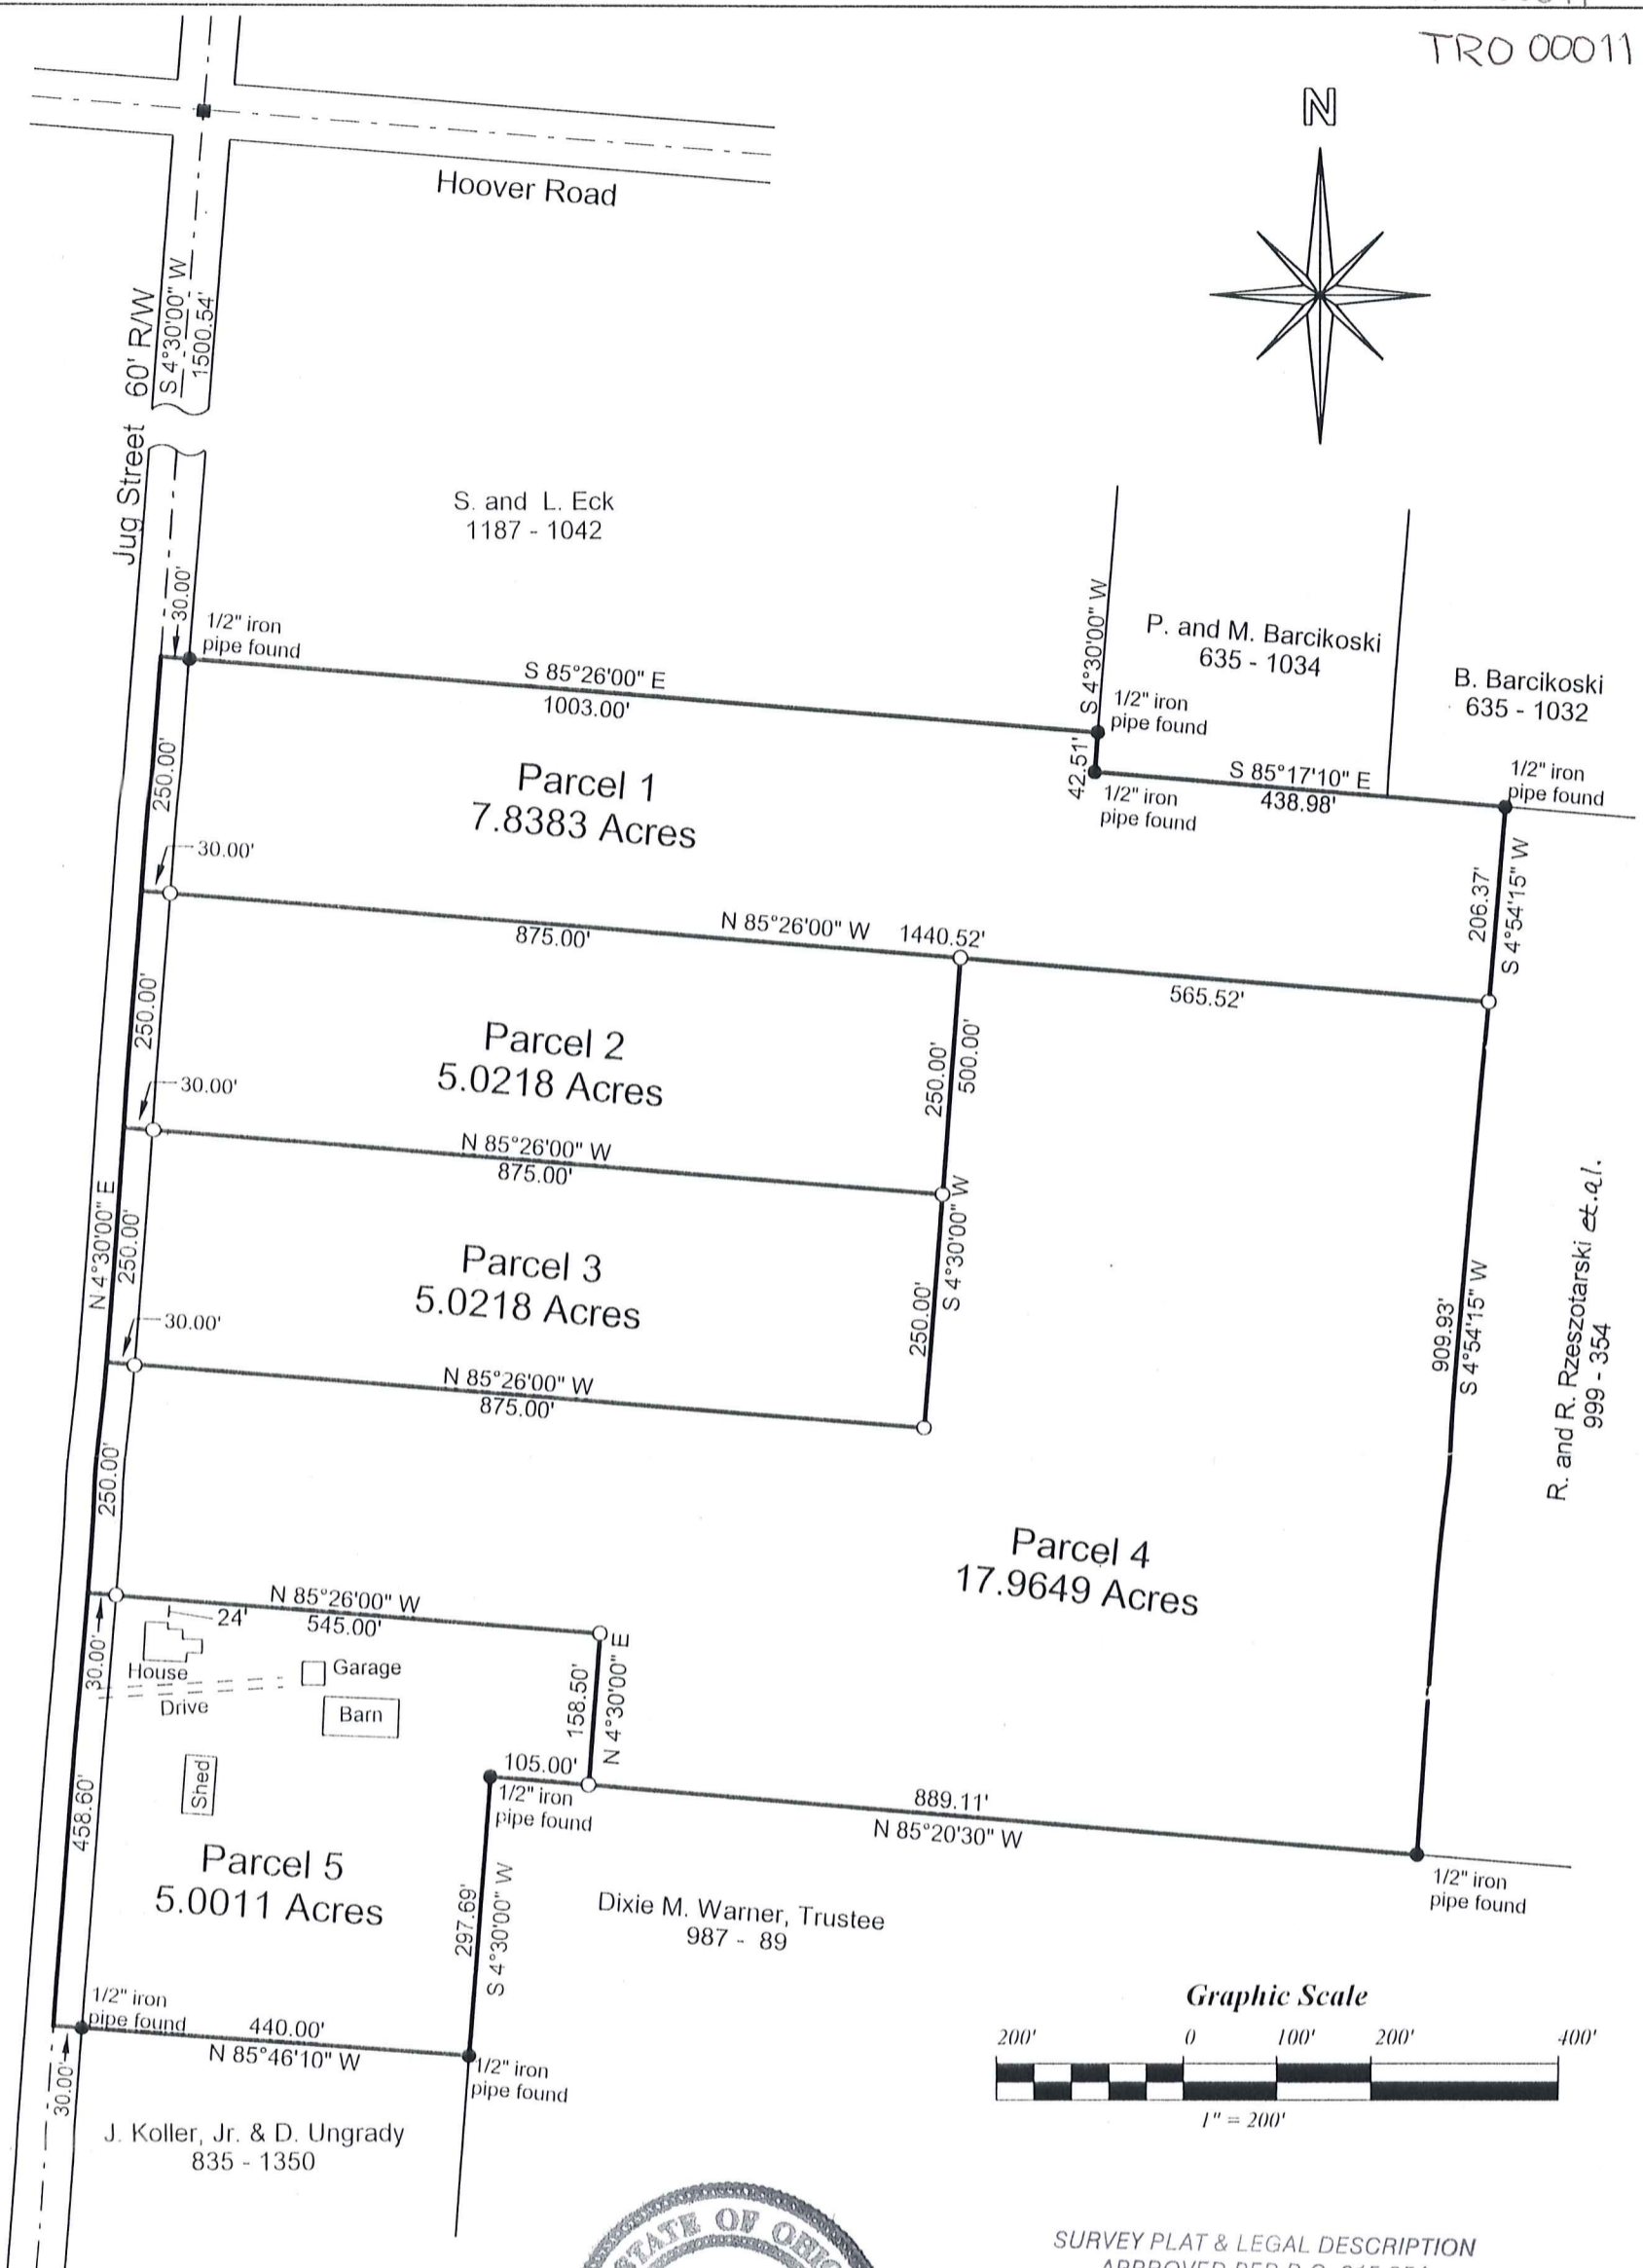 TRO 00011
N
Hoover Road
Jug Street 60' R/W
S 4°30'00" W
1500.54'
S. and L. Eck
1187 - 1042
30.00'
1/2" iron
pipe found
S 85°26'00" E
1003.00'
S 4°30'00" W
42.51'
P. and M. Barcikoski
635 - 1034
B. Barcikoski
635 - 1032
1/2" iron
pipe found
1/2" iron
pipe found
S 85°17'10" E
438.98'
1/2" iron
pipe found
250.00'
Parcel 1
7.8383 Acres
206.37'
S 4°54'15" W
30.00'
N 85°26'00" W 1440.52'
875.00'
565.52'
250.00'
Parcel 2
5.0218 Acres
250.00'
500.00'
30.00'
N 85°26'00" W
875.00'
N 4°30'00" E
250.00'
Parcel 3
5.0218 Acres
250.00'
S 4°30'00" W
909.93'
S 4°54'15" W
R. and R. Rzeszotarski et.al.
999 - 354
30.00'
N 85°26'00" W
875.00'
250.00'
Parcel 4
17.9649 Acres
N 85°26'00" W
545.00'
24'
30.00'
House
Garage
Drive
Barn
Shed
158.50'
N 4°30'00" E
105.00'
1/2" iron
pipe found
889.11'
N 85°20'30" W
1/2" iron
pipe found
458.60'
Parcel 5
5.0011 Acres
297.69'
S 4°30'00" W
Dixie M. Warner, Trustee
987 - 89
1/2" iron
pipe found
440.00'
N 85°46'10" W
1/2" iron
pipe found
30.00'
J. Koller, Jr. & D. Ungrady
835 - 1350
Graphic Scale
200' 0 100' 200' 400'
1" = 200'
STATE OF OHIO
SURVEY PLAT & LEGAL DESCRIPTION